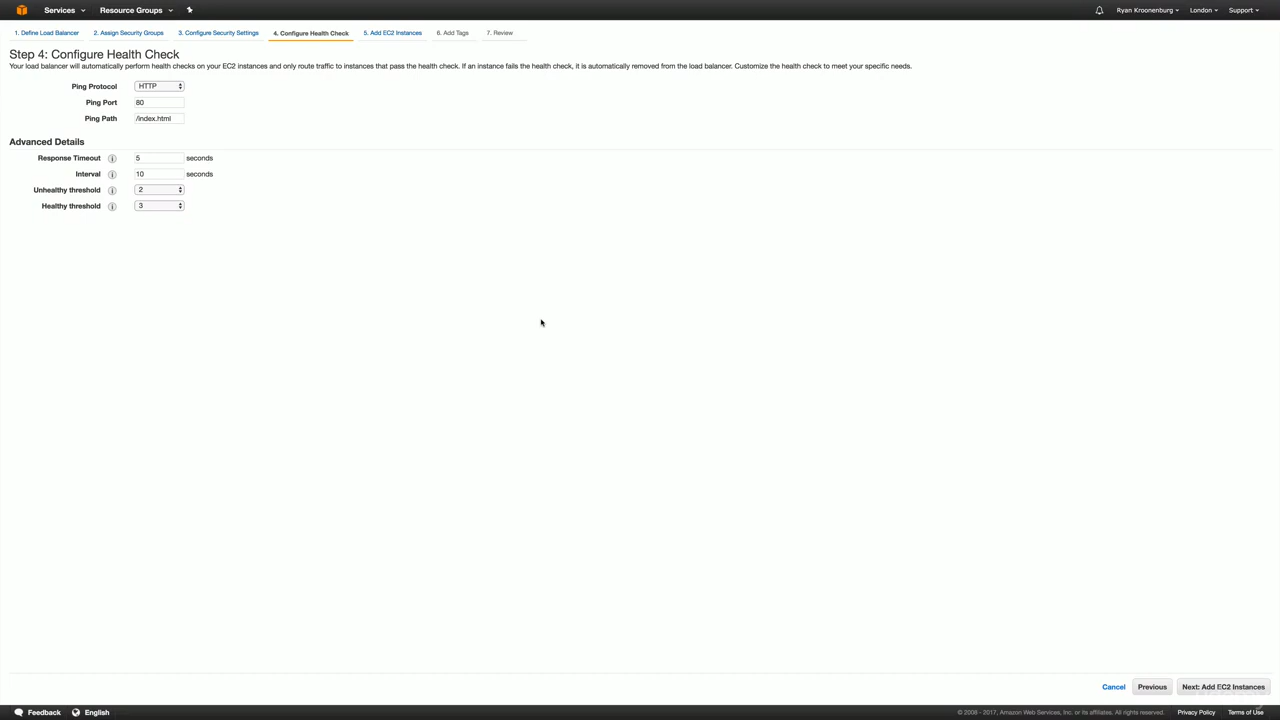 Services Resource Groups Ryan Kroonenburg London Support
1. Define Load Balancer 2. Assign Security Groups 3. Configure Security Settings 4. Configure Health Check 5. Add EC2 Instances 6. Add Tags 7. Review
Step 4: Configure Health Check
Your load balancer will automatically perform health checks on your EC2 instances and only route traffic to instances that pass the health check. If an instance fails the health check, it is automatically removed from the load balancer. Customize the health check to meet your specific needs.
Ping Protocol HTTP
Ping Port 80
Ping Path /index.html
Advanced Details
Response Timeout i 5 seconds
Interval i 10 seconds
Unhealthy threshold i 2
Healthy threshold i 3
Cancel Previous Next: Add EC2 Instances
Feedback English © 2008 - 2017, Amazon Web Services, Inc. or its affiliates. All rights reserved. Privacy Policy Terms of Use